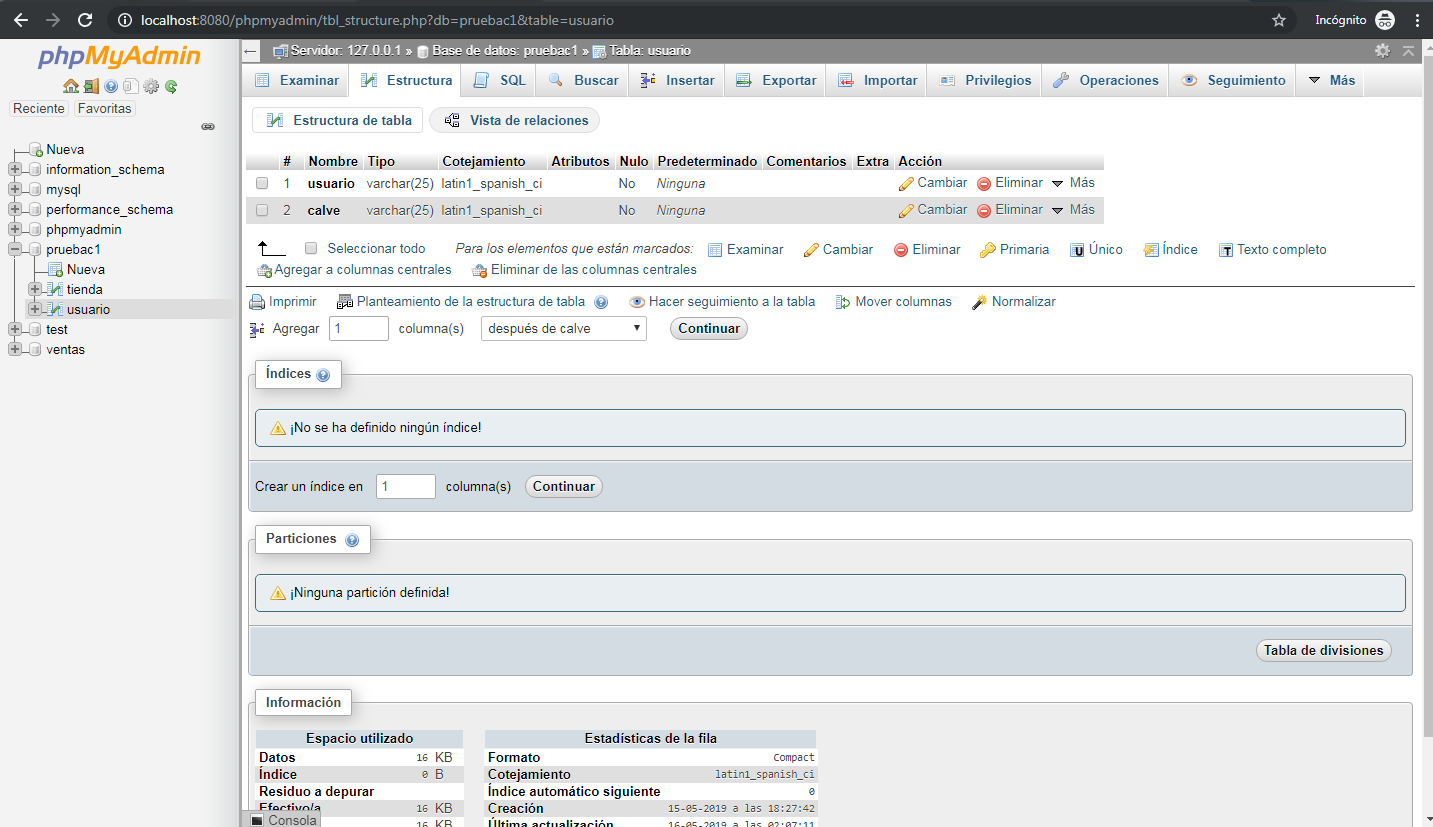 localhost:8080/phpmyadmin/tbl_structure.php?db=pruebac1&table=usuario Incógnito
phpMyAdmin
Reciente Favoritas
Nueva
information_schema
mysql
performance_schema
phpmyadmin
pruebac1
Nueva
tienda
usuario
test
ventas
Servidor: 127.0.0.1 » Base de datos: pruebac1 » Tabla: usuario
Examinar Estructura SQL Buscar Insertar Exportar Importar Privilegios Operaciones Seguimiento Más
Estructura de tabla Vista de relaciones
# Nombre Tipo Cotejamiento Atributos Nulo Predeterminado Comentarios Extra Acción
1 usuario varchar(25) latin1_spanish_ci No Ninguna Cambiar Eliminar Más
2 calve varchar(25) latin1_spanish_ci No Ninguna Cambiar Eliminar Más
Seleccionar todo Para los elementos que están marcados: Examinar Cambiar Eliminar Primaria Único Índice Texto completo
Agregar a columnas centrales Eliminar de las columnas centrales
Imprimir Planteamiento de la estructura de tabla Hacer seguimiento a la tabla Mover columnas Normalizar
Agregar 1 columna(s) después de calve Continuar
Índices
¡No se ha definido ningún índice!
Crear un índice en 1 columna(s) Continuar
Particiones
¡Ninguna partición definida!
Tabla de divisiones
Información
Espacio utilizado
Datos 16 KB
Índice 0 B
Residuo a depurar
Efectivo/a 16 KB
16 KB
Estadísticas de la fila
Formato Compact
Cotejamiento latin1_spanish_ci
Índice automático siguiente 0
Creación 15-05-2019 a las 18:27:42
Última actualización 16-05-2019 a las 02:07:11
Consola